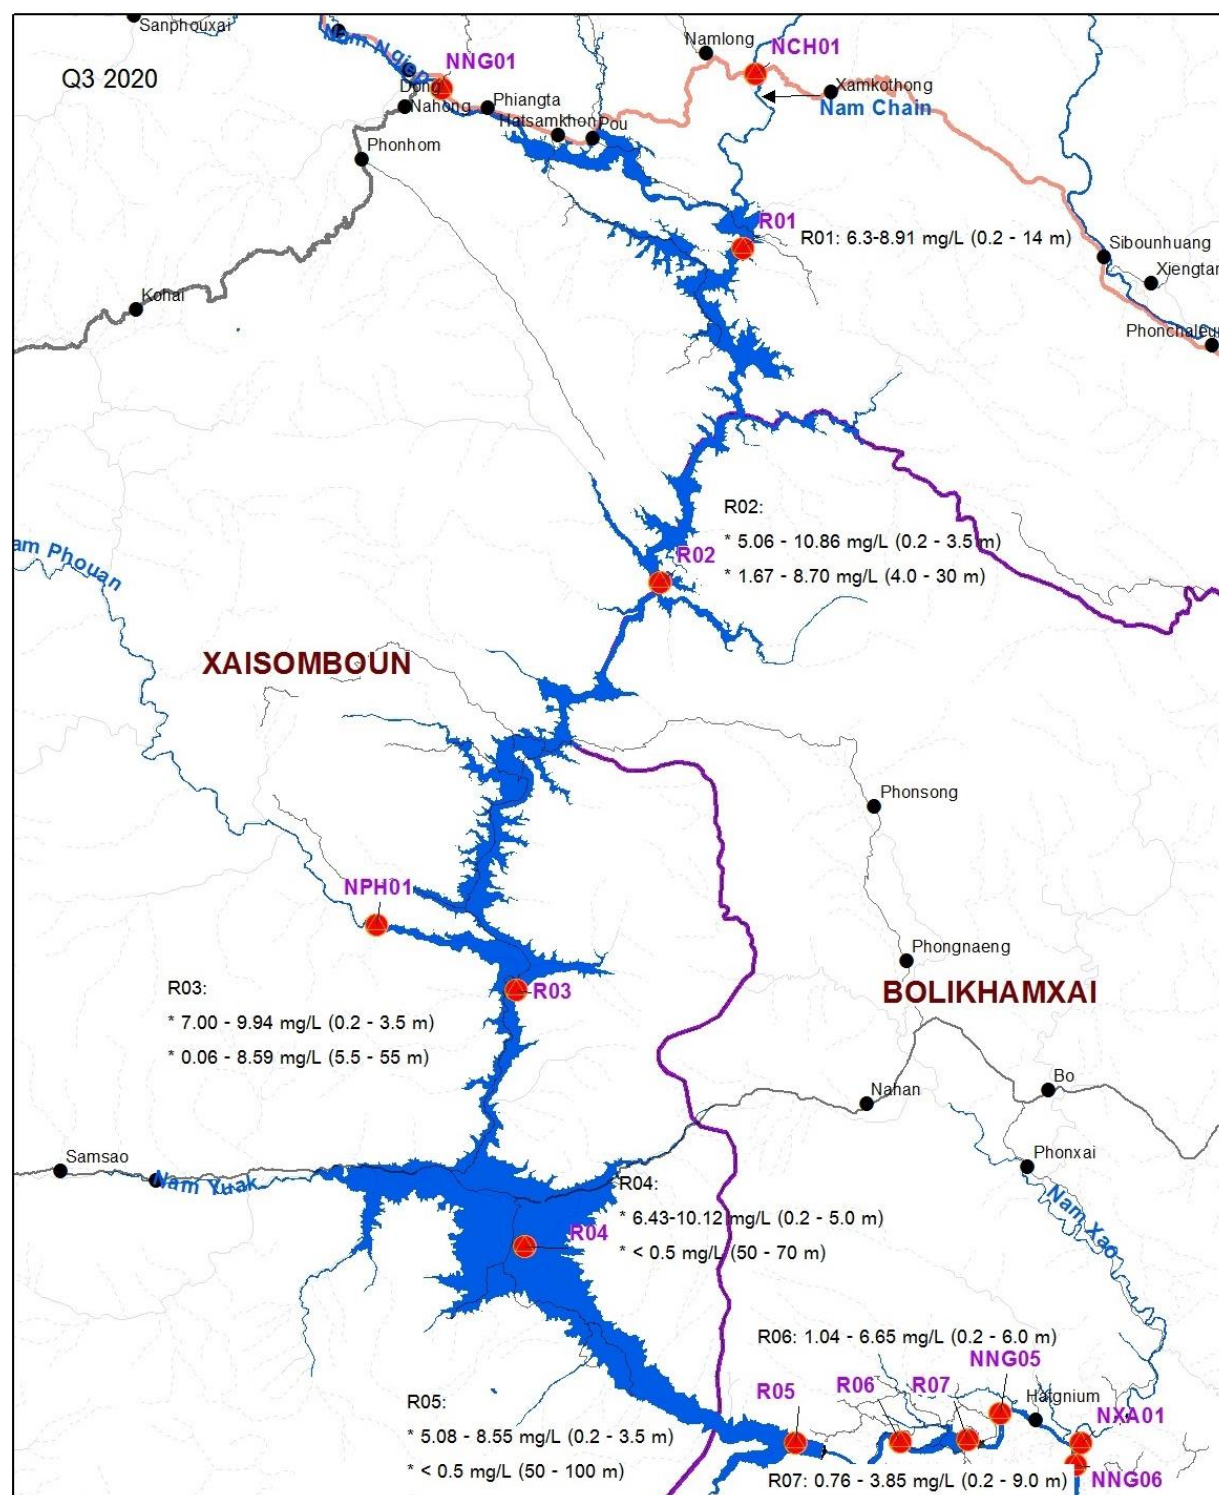 Sanphouxai
Nam Ngiep
Namlong
NCH01
Q3 2020
NNG01
Dong
Xamkothong
Nam Chain
Nahong
Phiangta
Hatsamkhon
Pou
Phonhom
R01
R01: 6.3-8.91 mg/L (0.2 - 14 m)
Sibounhuang
Xiengtar
Kohai
Phonchaleur
R02:
* 5.06 - 10.86 mg/L (0.2 - 3.5 m)
R02
* 1.67 - 8.70 mg/L (4.0 - 30 m)
am Phouan
XAISOMBOUN
Phonsong
NPH01
Phongnaeng
R03:
R03
BOLIKHAMXAI
* 7.00 - 9.94 mg/L (0.2 - 3.5 m)
* 0.06 - 8.59 mg/L (5.5 - 55 m)
Nahan
Bo
Samsao
Nam Yuak
Phonxai
R04:
* 6.43-10.12 mg/L (0.2 - 5.0 m)
R04
* < 0.5 mg/L (50 - 70 m)
Nam Xao
R06: 1.04 - 6.65 mg/L (0.2 - 6.0 m)
NNG05
R05:
R05
R06
R07
Hatgnium
NXA01
* 5.08 - 8.55 mg/L (0.2 - 3.5 m)
* < 0.5 mg/L (50 - 100 m)
R07: 0.76 - 3.85 mg/L (0.2 - 9.0 m)
NNG06